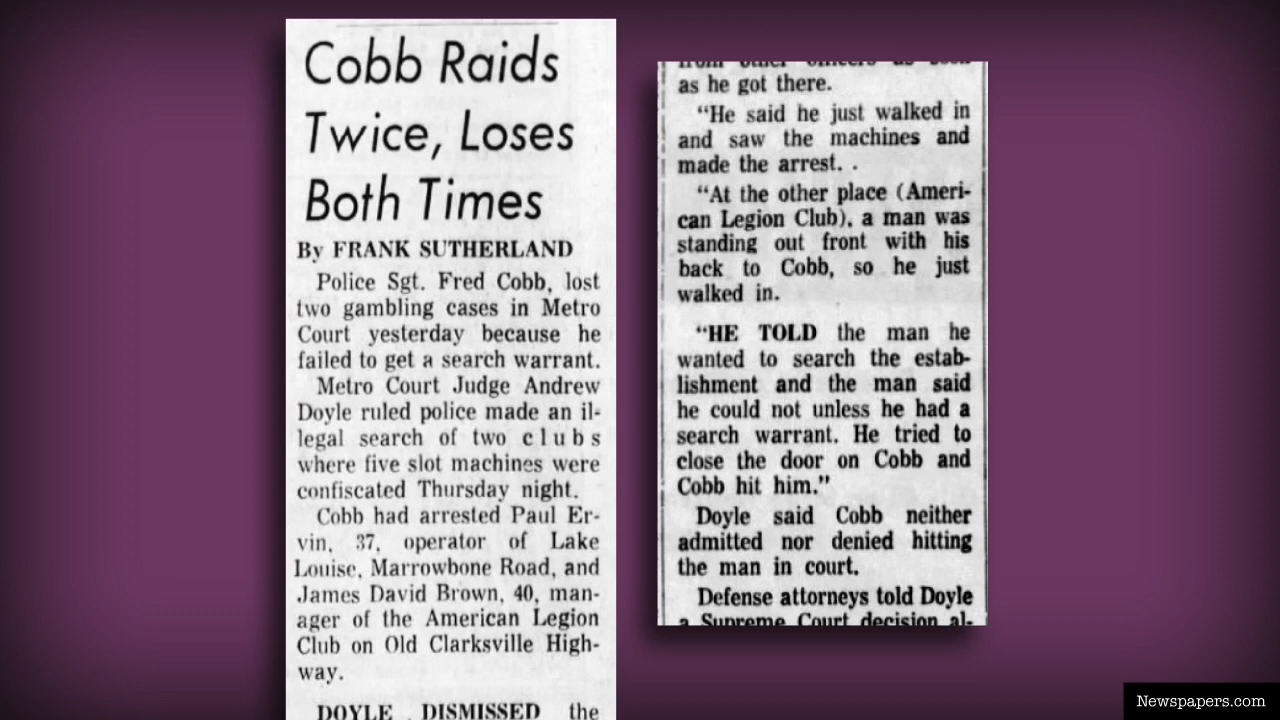 Cobb Raids
Twice, Loses
Both Times
By FRANK SUTHERLAND
Police Sgt. Fred Cobb, lost
two gambling cases in Metro
Court yesterday because he
failed to get a search warrant.
Metro Court Judge Andrew
Doyle ruled police made an il-
legal search of two clubs
where five slot machines were
confiscated Thursday night.
Cobb had arrested Paul Er-
vin, 37, operator of Lake
Louise, Marrowbone Road, and
James David Brown, 40, man-
ager of the American Legion
Club on Old Clarksville High-
way.
DOYLE DISMISSED the
from other officers as soon
as he got there.
"He said he just walked in
and saw the machines and
made the arrest. .
"At the other place (Ameri-
can Legion Club), a man was
standing out front with his
back to Cobb, so he just
walked in.
"HE TOLD the man he
wanted to search the estab-
lishment and the man said
he could not unless he had a
search warrant. He tried to
close the door on Cobb and
Cobb hit him."
Doyle said Cobb neither
admitted nor denied hitting
the man in court.
Defense attorneys told Doyle
a Supreme Court decision al-
Newspapers.com